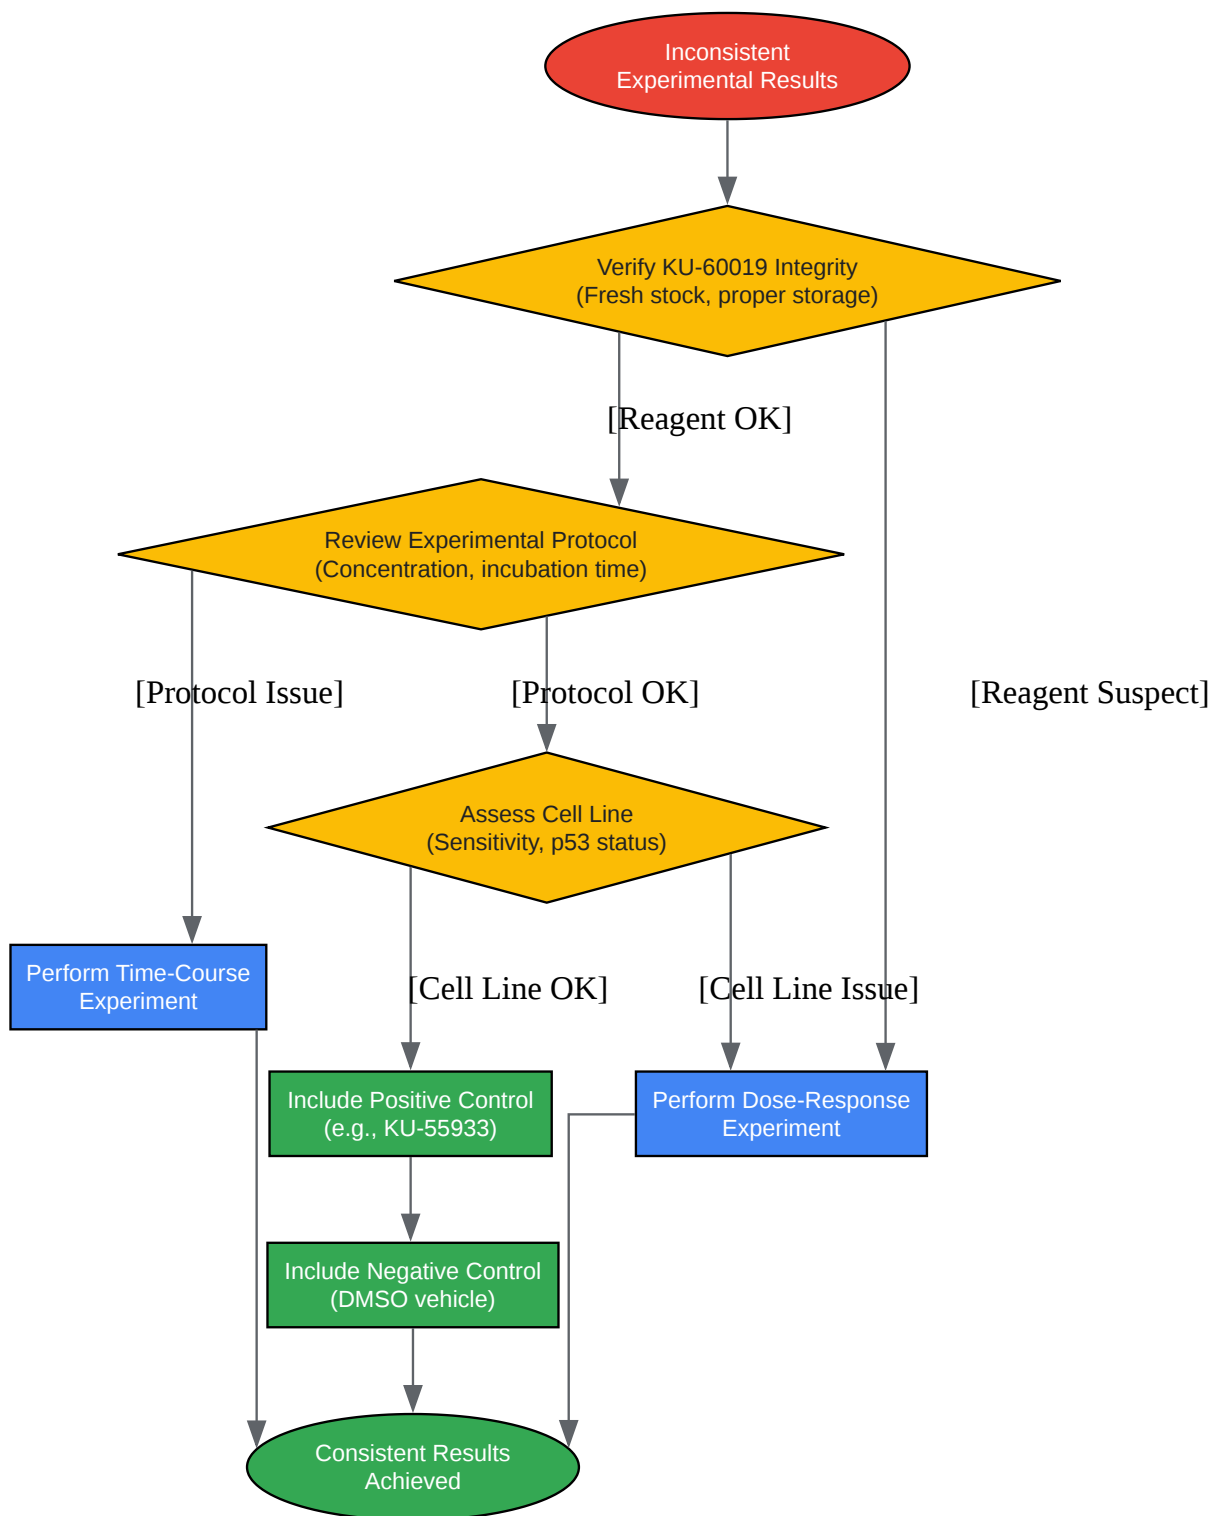 Inconsistent
Experimental Results
Verify KU-60019 Integrity
(Fresh stock, proper storage)
[Reagent OK]
Review Experimental Protocol
(Concentration, incubation time)
[Protocol Issue]
[Protocol OK]
[Reagent Suspect]
Assess Cell Line
(Sensitivity, p53 status)
Perform Time-Course
Experiment
[Cell Line OK]
[Cell Line Issue]
Include Positive Control
(e.g., KU-55933)
Perform Dose-Response
Experiment
Include Negative Control
(DMSO vehicle)
Consistent Results
Achieved